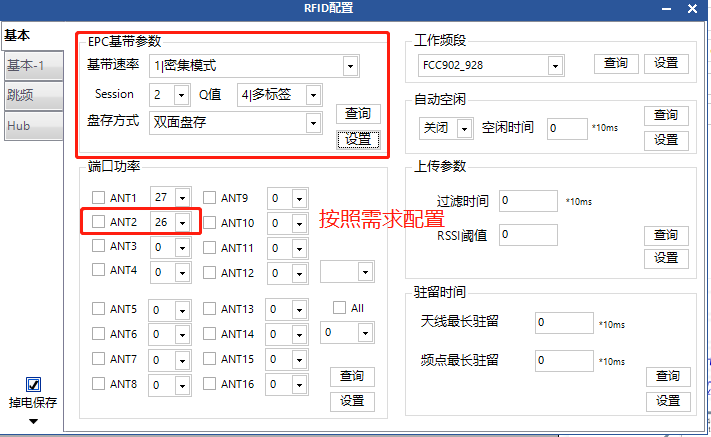 RFID配置
基本
基本-1
跳频
Hub
掉电保存
EPC基带参数
基带速率 1|密集模式
Session 2 Q值 4|多标签
查询
盘存方式 双面盘存
设置
端口功率
ANT1 27 ANT9 0
ANT2 26 ANT10 0
ANT3 0 ANT11 0
ANT4 0 ANT12 0
ANT5 0 ANT13 0 All
ANT6 0 ANT14 0 0
ANT7 0 ANT15 0
查询
ANT8 0 ANT16 0
设置
按照需求配置
工作频段
FCC902_928 查询 设置
自动空闲
查询
关闭 空闲时间 0 *10ms
设置
上传参数
过滤时间 0 *10ms
RSSI阈值 0 查询
设置
驻留时间
天线最长驻留 0 *10ms
频点最长驻留 0 *10ms
查询
设置